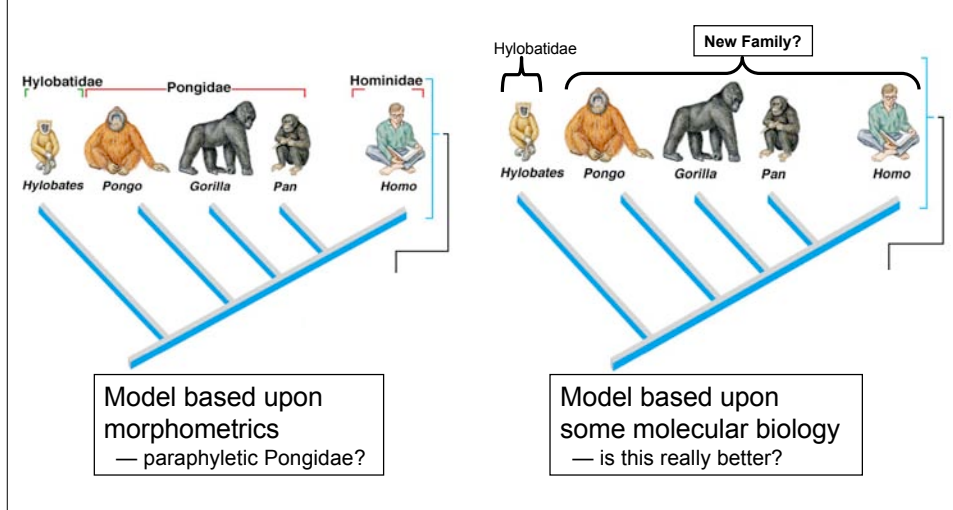 Hylobatidae
Pongidae
Hominidae
Hylobates Pongo Gorilla Pan Homo
Model based upon
morphometrics
— paraphyletic Pongidae?
Hylobatidae
New Family?
Hylobates Pongo Gorilla Pan Homo
Model based upon
some molecular biology
— is this really better?